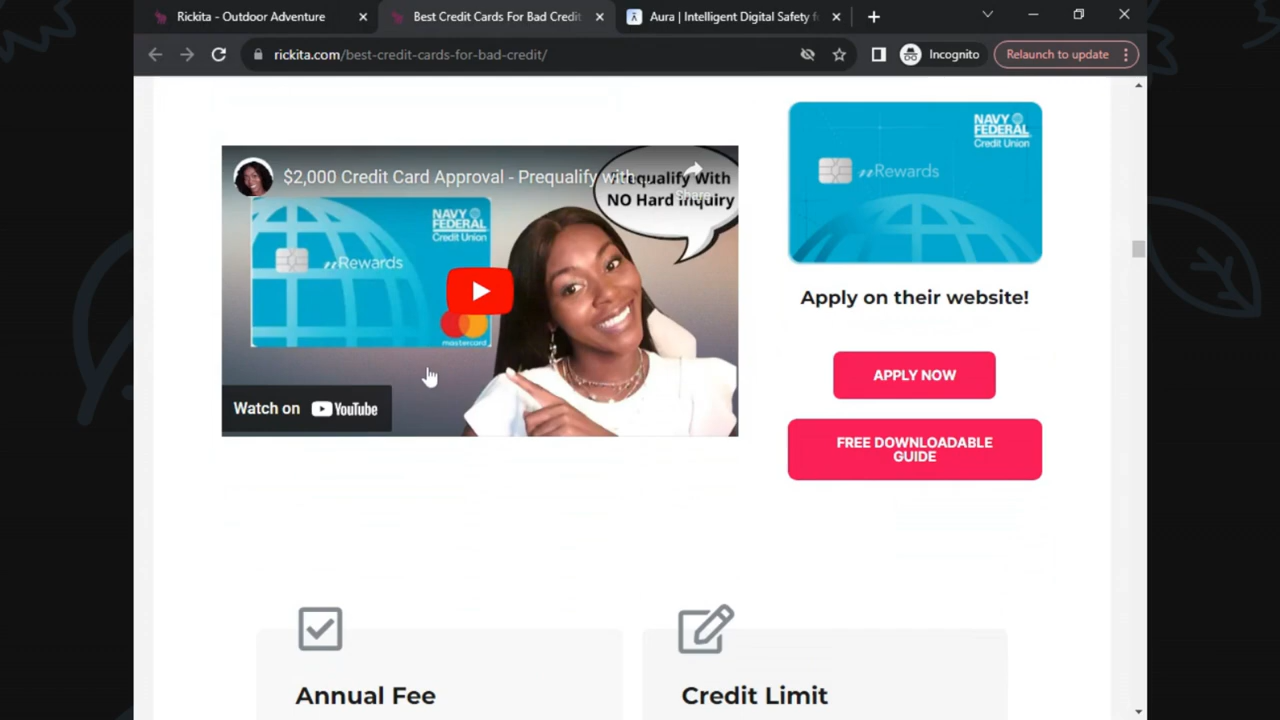 Rickita - Outdoor Adventure
Best Credit Cards For Bad Credit
Aura | Intelligent Digital Safety f
rickita.com/best-credit-cards-for-bad-credit/
Incognito
Relaunch to update
$2,000 Credit Card Approval - Prequalify with...
Prequalify With
NO Hard Inquiry
Share
NAVY
FEDERAL
Credit Union
nRewards
mastercard
Watch on YouTube
NAVY
FEDERAL
Credit Union
nRewards
Apply on their website!
APPLY NOW
FREE DOWNLOADABLE
GUIDE
Annual Fee
Credit Limit